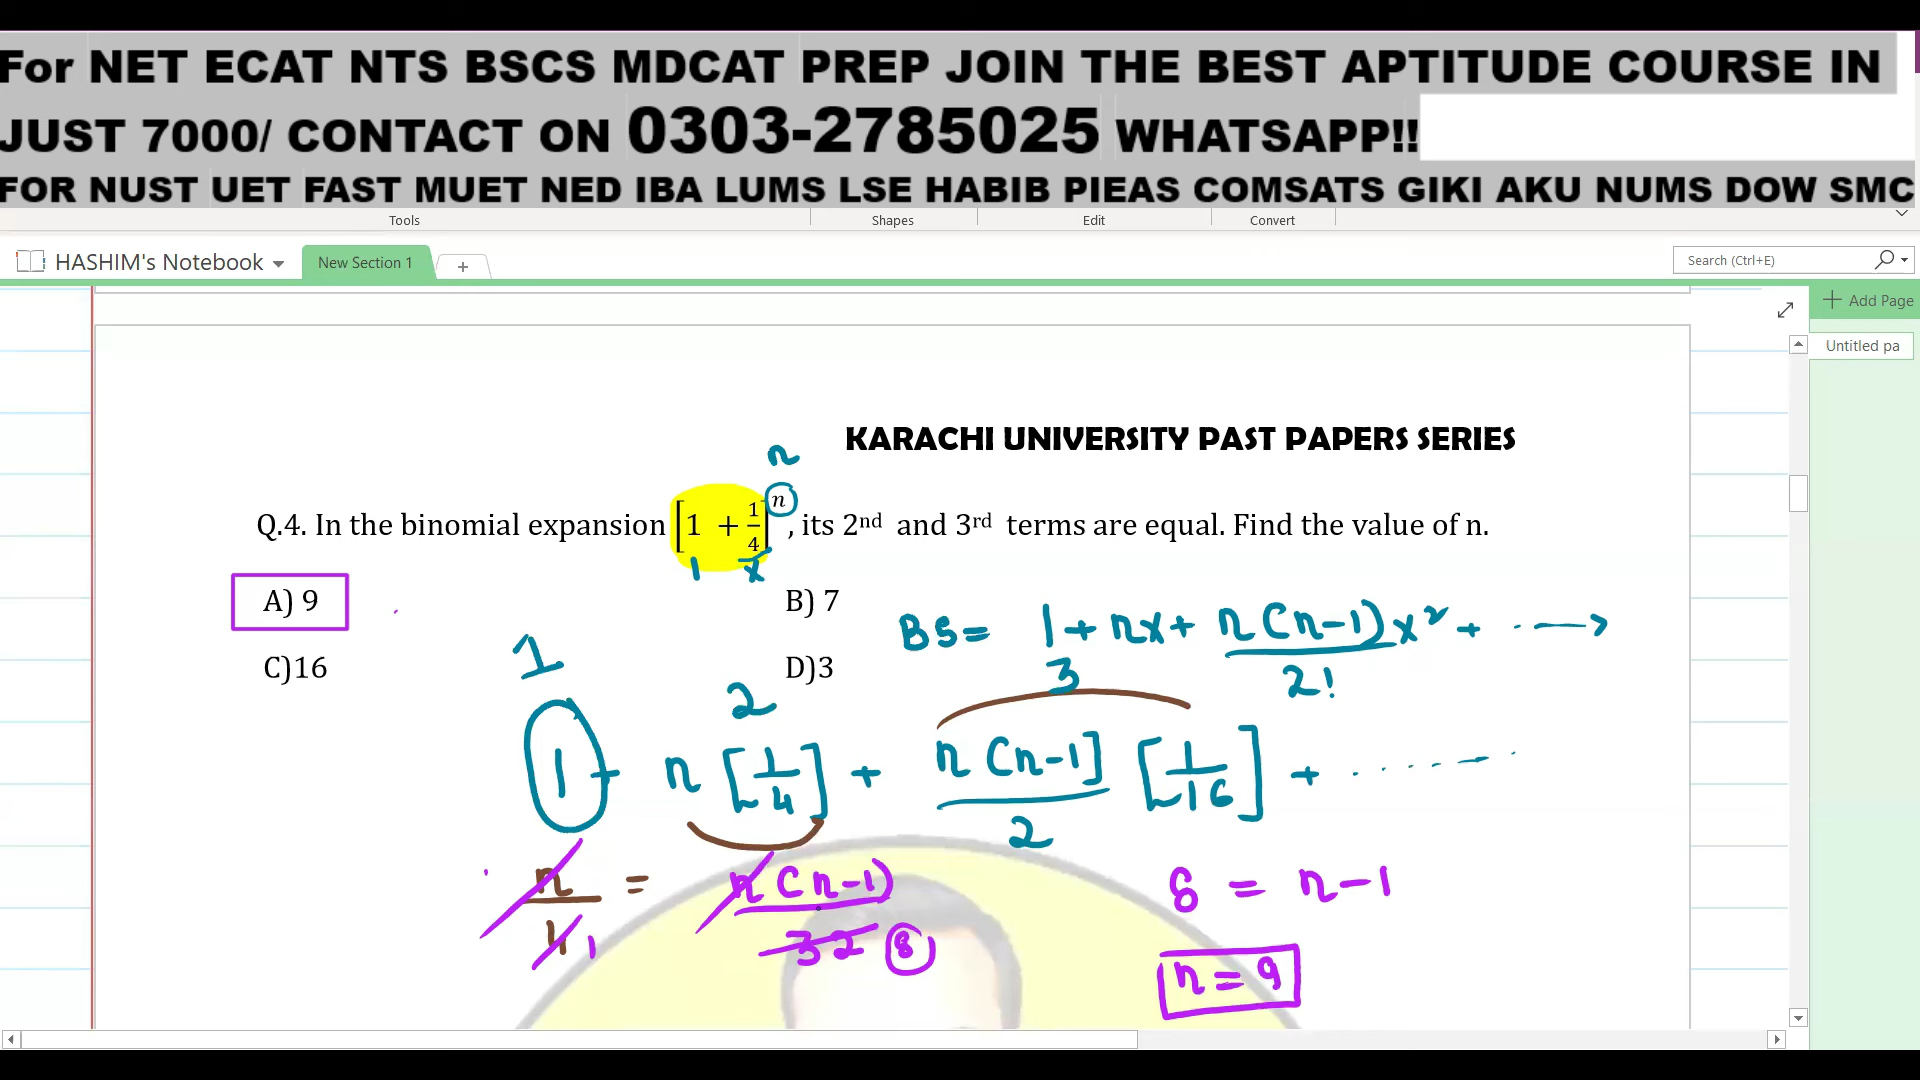 For NET ECAT NTS BSCS MDCAT PREP JOIN THE BEST APTITUDE COURSE IN
JUST 7000/ CONTACT ON 0303-2785025 WHATSAPP!!
FOR NUST UET FAST MUET NED IBA LUMS LSE HABIB PIEAS COMSATS GIKI AKU NUMS DOW SMC
Tools Shapes Edit Convert
HASHIM's Notebook New Section 1 + Search (Ctrl+E)
Add Page
Untitled pa
KARACHI UNIVERSITY PAST PAPERS SERIES
n
Q.4. In the binomial expansion [1 + 1/4]^n, its 2nd and 3rd terms are equal. Find the value of n.
1 x
A) 9 B) 7
BS= 1 + nx + n(n-1)/2! x² + ....
C)16 D)3
1 2 3
1 + n [1/4] + n(n-1]/2 [1/16] + ......
n/4 1 = n(n-1)/32 8
8 = n-1
n = 9